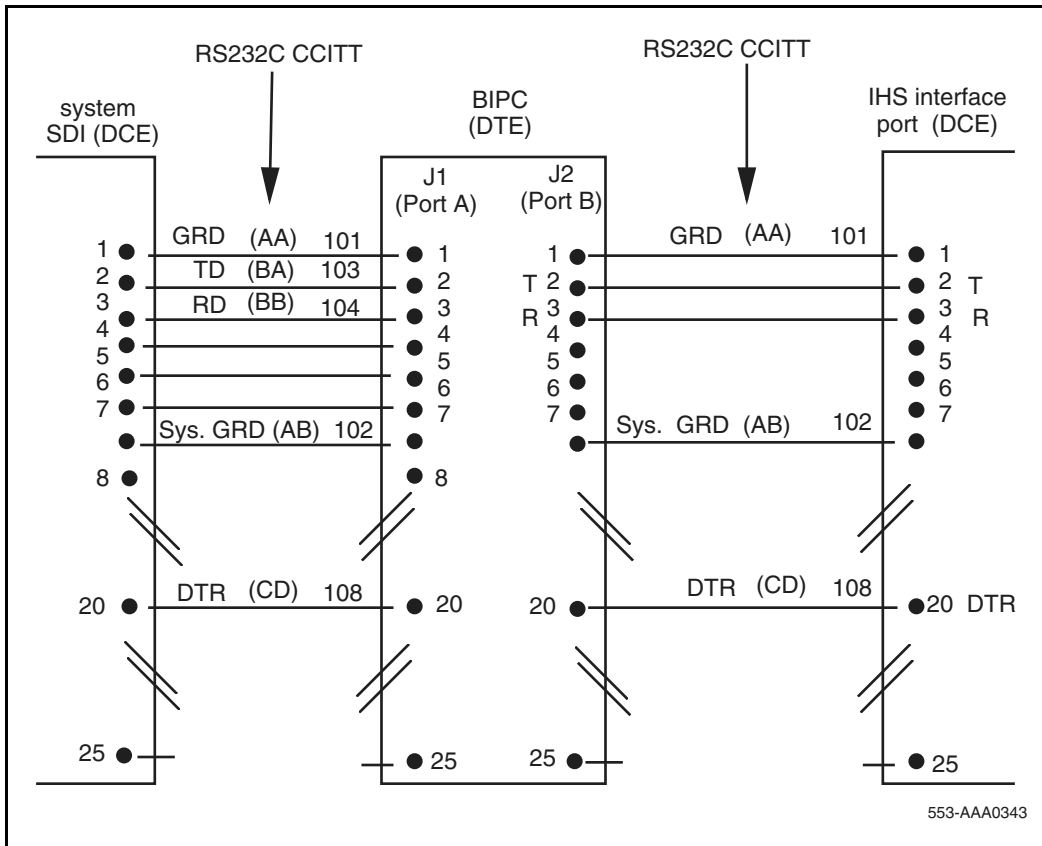 RS232C CCITT
RS232C CCITT
system
SDI (DCE)
BIPC
(DTE)
IHS interface
port (DCE)
J1
(Port A)
J2
(Port B)
1 GRD (AA) 101 1
2 TD (BA) 103 2
3 RD (BB) 104 3
4 4
5 5
6 6
7 Sys. GRD (AB) 102 7
8 8
20 DTR (CD) 108 20
25 25
1 GRD (AA) 101 1
T 2 2 T
R 3 3 R
4 4
5 5
6 6
7 Sys. GRD (AB) 102 7
20 DTR (CD) 108 20 DTR
25 25
553-AAA0343